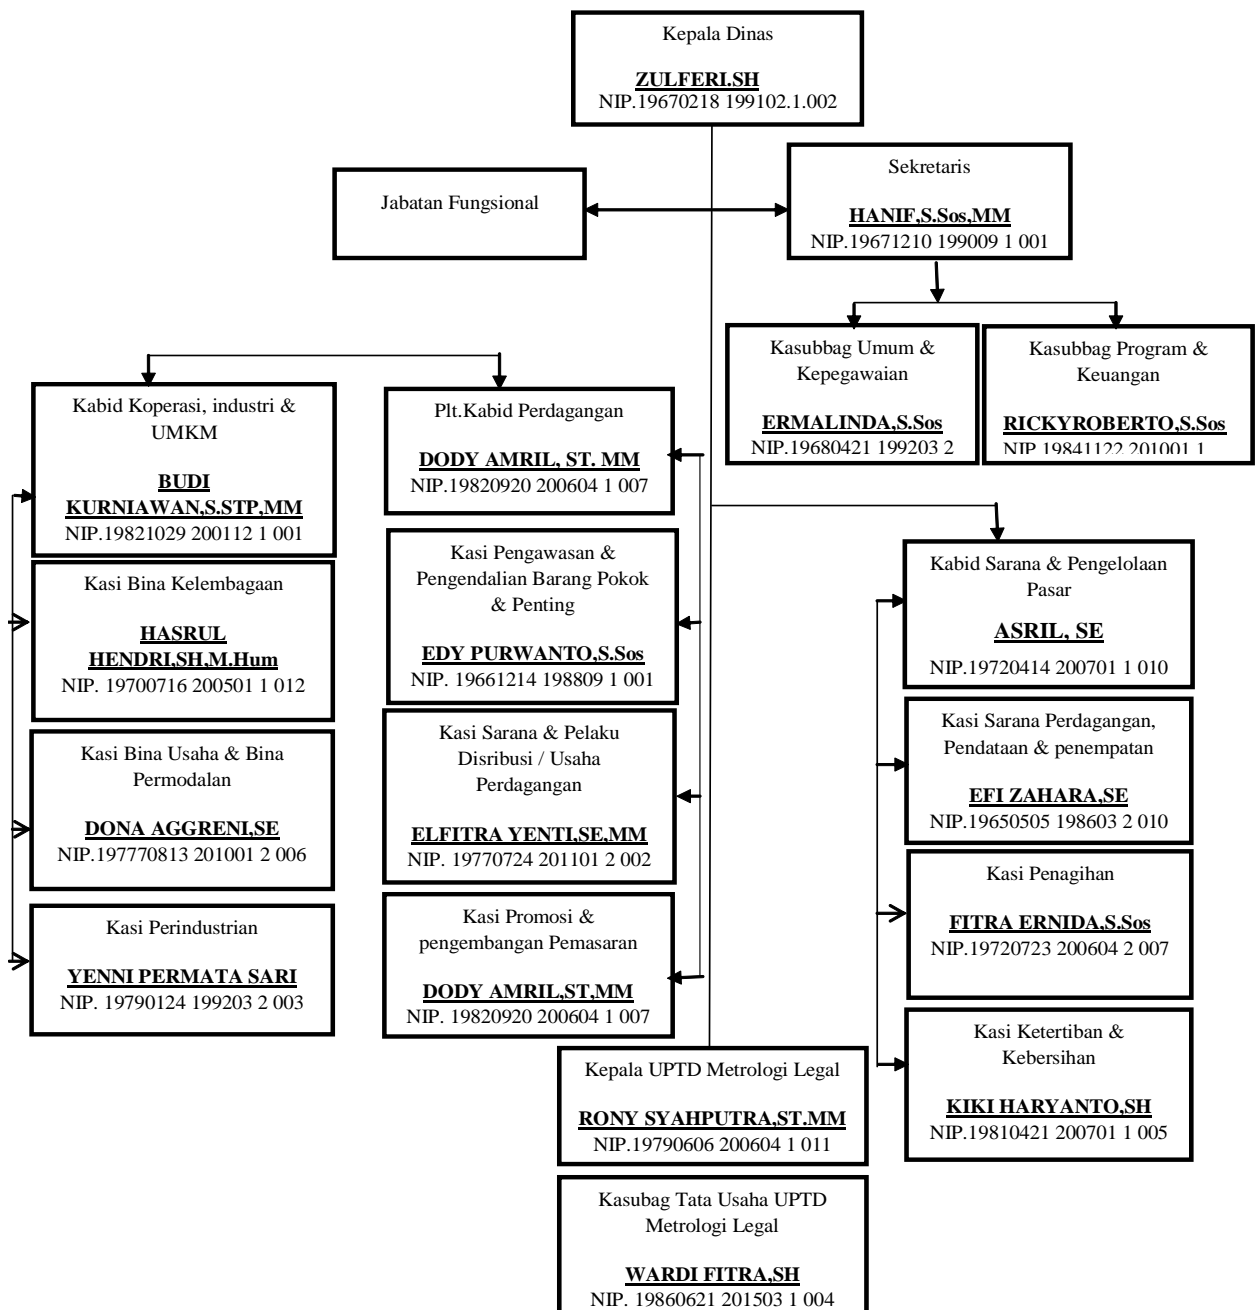 Kepala Dinas
ZULFERI.SH
NIP.19670218 199102.1.002
Jabatan Fungsional
Sekretaris
HANIF,S.Sos,MM
NIP.19671210 199009 1 001
Kasubbag Umum &
Kepegawaian
ERMALINDA,S.Sos
NIP.19680421 199203 2
Kasubbag Program &
Keuangan
RICKYROBERTO,S.Sos
NIP 19841122 201001 1
Kabid Koperasi, industri &
UMKM
BUDI
KURNIAWAN,S.STP,MM
NIP.19821029 200112 1 001
Kasi Bina Kelembagaan
HASRUL
HENDRI,SH,M.Hum
NIP. 19700716 200501 1 012
Kasi Bina Usaha & Bina
Permodalan
DONA AGGRENI,SE
NIP.197770813 201001 2 006
Kasi Perindustrian
YENNI PERMATA SARI
NIP. 19790124 199203 2 003
Plt.Kabid Perdagangan
DODY AMRIL, ST. MM
NIP.19820920 200604 1 007
Kasi Pengawasan &
Pengendalian Barang Pokok
& Penting
EDY PURWANTO,S.Sos
NIP. 19661214 198809 1 001
Kasi Sarana & Pelaku
Disribusi / Usaha
Perdagangan
ELFITRA YENTI,SE,MM
NIP. 19770724 201101 2 002
Kasi Promosi &
pengembangan Pemasaran
DODY AMRIL,ST,MM
NIP. 19820920 200604 1 007
Kabid Sarana & Pengelolaan
Pasar
ASRIL, SE
NIP.19720414 200701 1 010
Kasi Sarana Perdagangan,
Pendataan & penempatan
EFI ZAHARA,SE
NIP.19650505 198603 2 010
Kasi Penagihan
FITRA ERNIDA,S.Sos
NIP.19720723 200604 2 007
Kasi Ketertiban &
Kebersihan
KIKI HARYANTO,SH
NIP.19810421 200701 1 005
Kepala UPTD Metrologi Legal
RONY SYAHPUTRA,ST.MM
NIP.19790606 200604 1 011
Kasubag Tata Usaha UPTD
Metrologi Legal
WARDI FITRA,SH
NIP. 19860621 201503 1 004